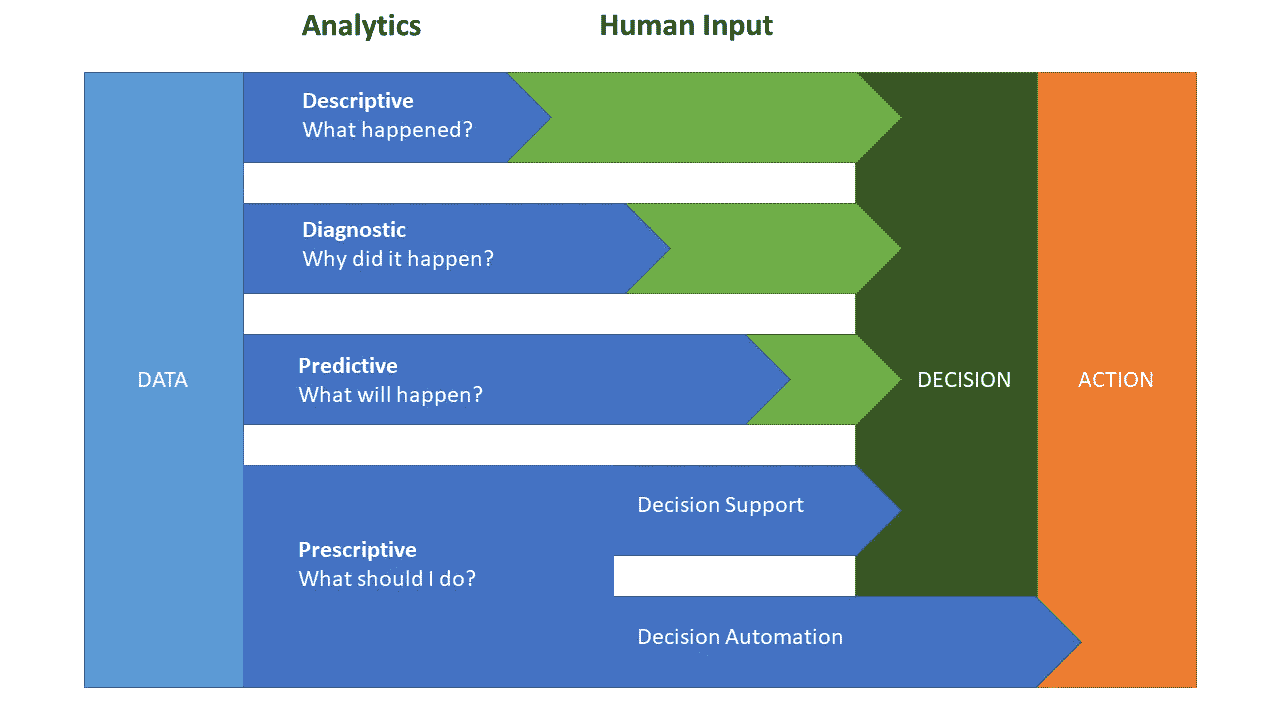 Analytics
Human Input
Descriptive
What happened?
Diagnostic
Why did it happen?
Predictive
What will happen?
DATA
DECISION
ACTION
Decision Support
Prescriptive
What should I do?
Decision Automation